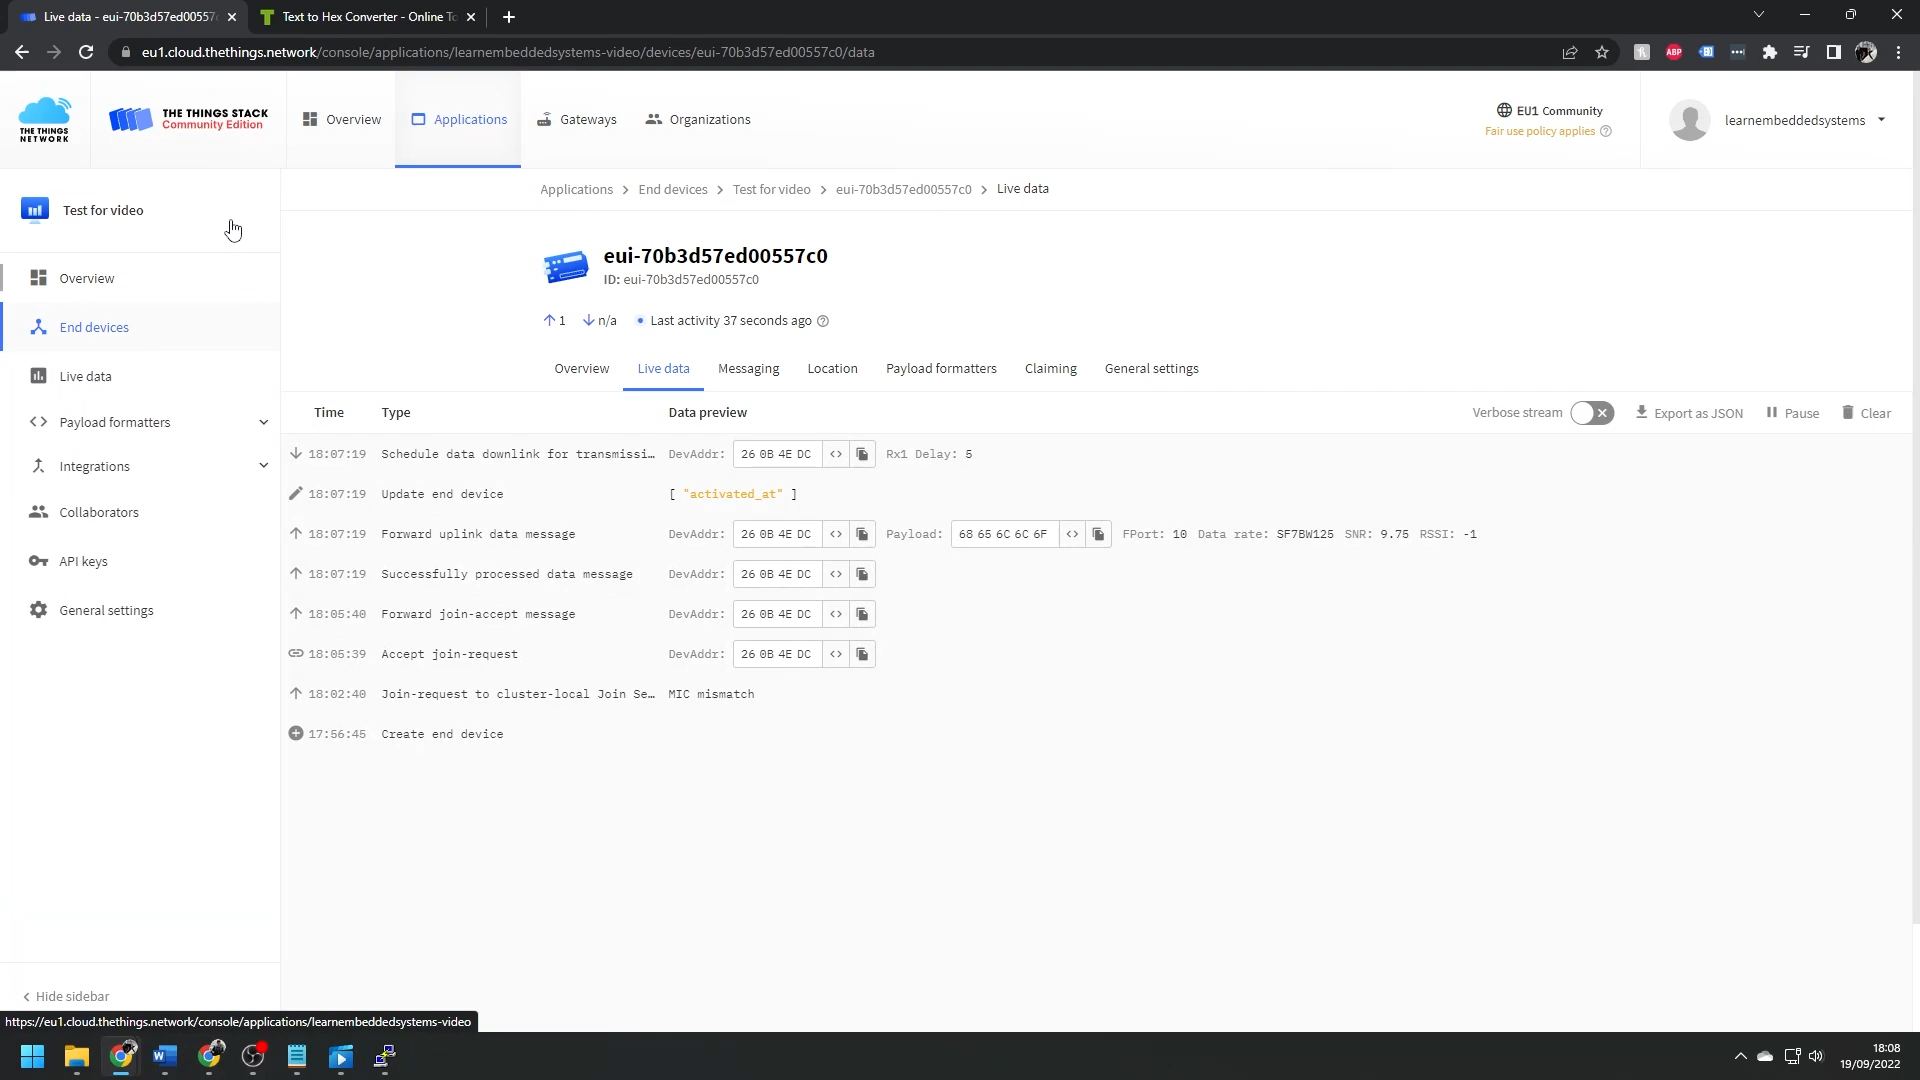 Live data - eui-70b3d57ed00557
Text to Hex Converter - Online To
eu1.cloud.thethings.network/console/applications/learnembeddedsystems-video/devices/eui-70b3d57ed00557c0/data
ABP
THE THINGS NETWORK
THE THINGS STACK
Community Edition
Overview
Applications
Gateways
Organizations
EU1 Community
Fair use policy applies
learnembeddedsystems
Test for video
Overview
End devices
Live data
Payload formatters
Integrations
Collaborators
API keys
General settings
Hide sidebar
Applications > End devices > Test for video > eui-70b3d57ed00557c0 > Live data
eui-70b3d57ed00557c0
ID: eui-70b3d57ed00557c0
1 n/a Last activity 37 seconds ago
Overview Live data Messaging Location Payload formatters Claiming General settings
Time Type Data preview Verbose stream Export as JSON Pause Clear
18:07:19 Schedule data downlink for transmissi… DevAddr: 26 0B 4E DC <> Rx1 Delay: 5
18:07:19 Update end device [ "activated_at" ]
18:07:19 Forward uplink data message DevAddr: 26 0B 4E DC <> Payload: 68 65 6C 6C 6F <> FPort: 10 Data rate: SF7BW125 SNR: 9.75 RSSI: -1
18:07:19 Successfully processed data message DevAddr: 26 0B 4E DC <>
18:05:40 Forward join-accept message DevAddr: 26 0B 4E DC <>
18:05:39 Accept join-request DevAddr: 26 0B 4E DC <>
18:02:40 Join-request to cluster-local Join Se… MIC mismatch
17:56:45 Create end device
https://eu1.cloud.thethings.network/console/applications/learnembeddedsystems-video
18:08
19/09/2022